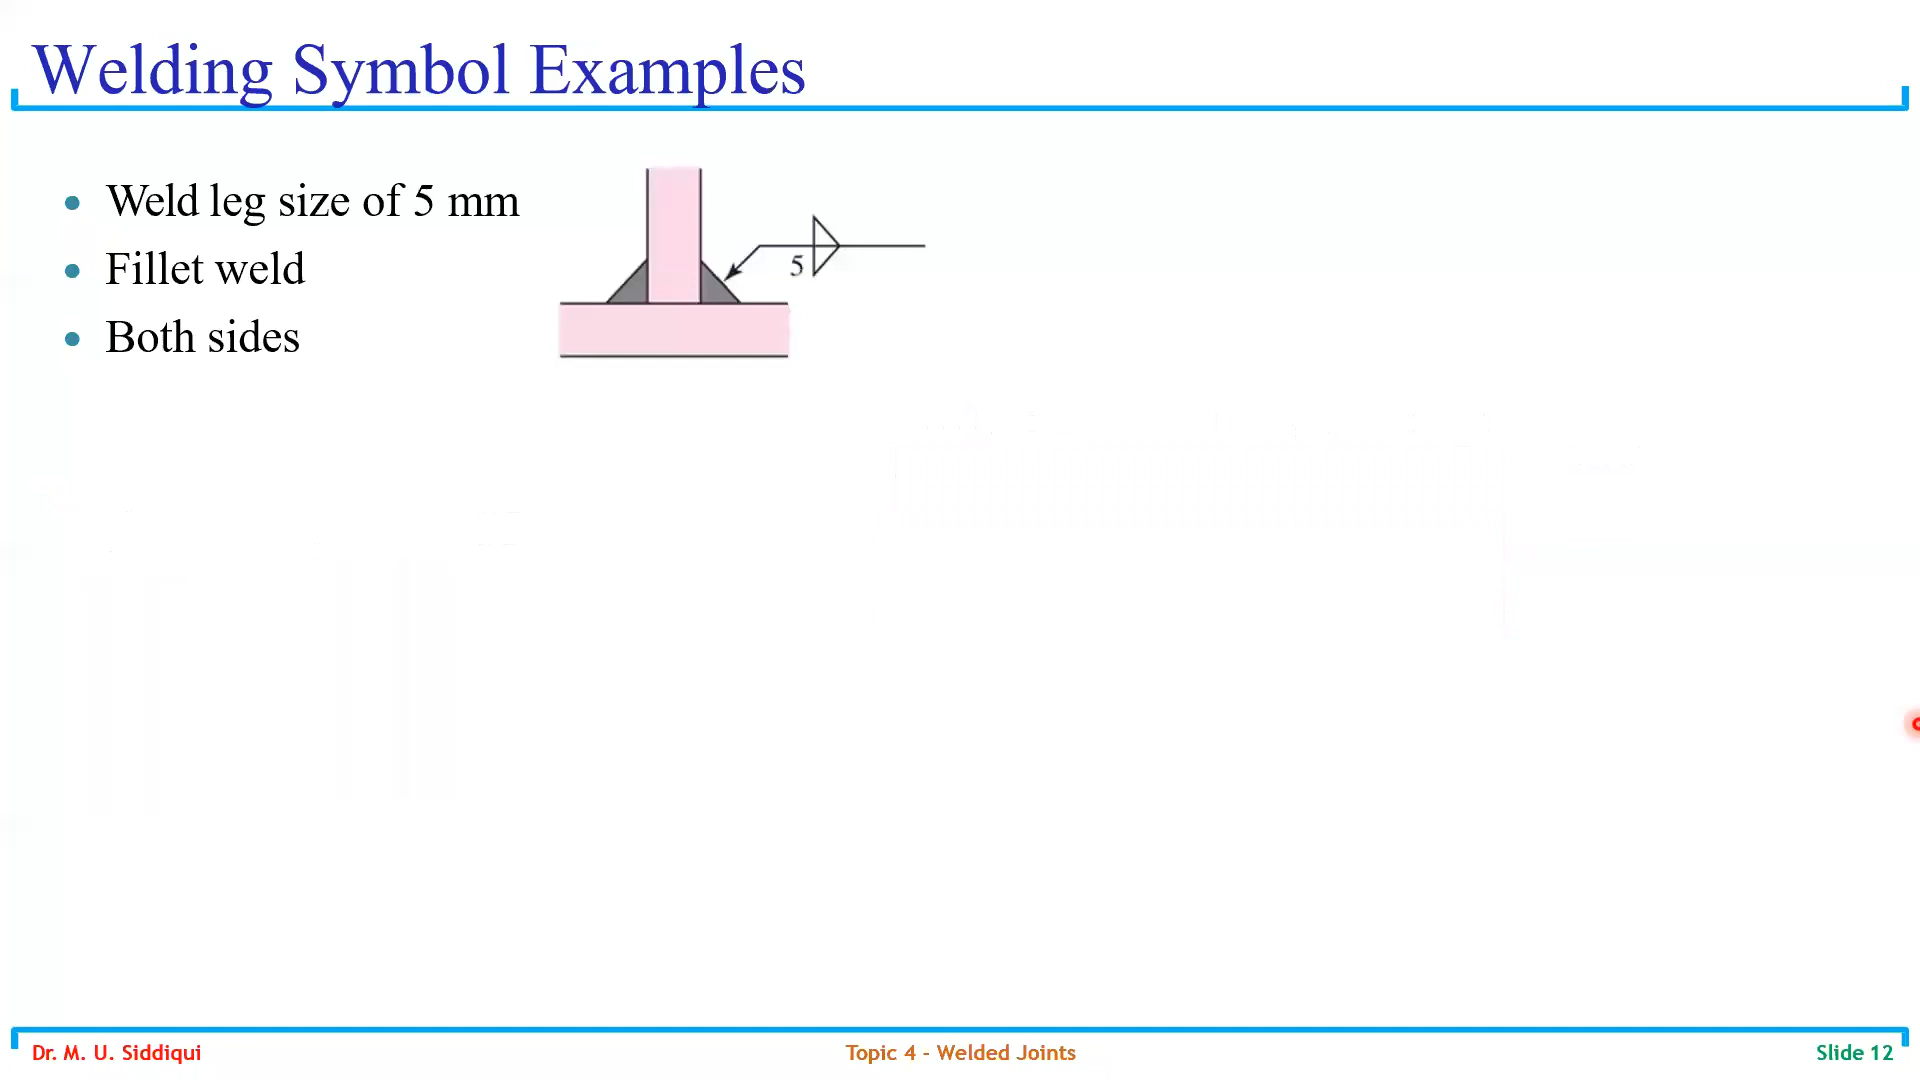 Welding Symbol Examples
Weld leg size of 5 mm
Fillet weld
Both sides
5
Dr. M. U. Siddiqui
Topic 4 - Welded Joints
Slide 12